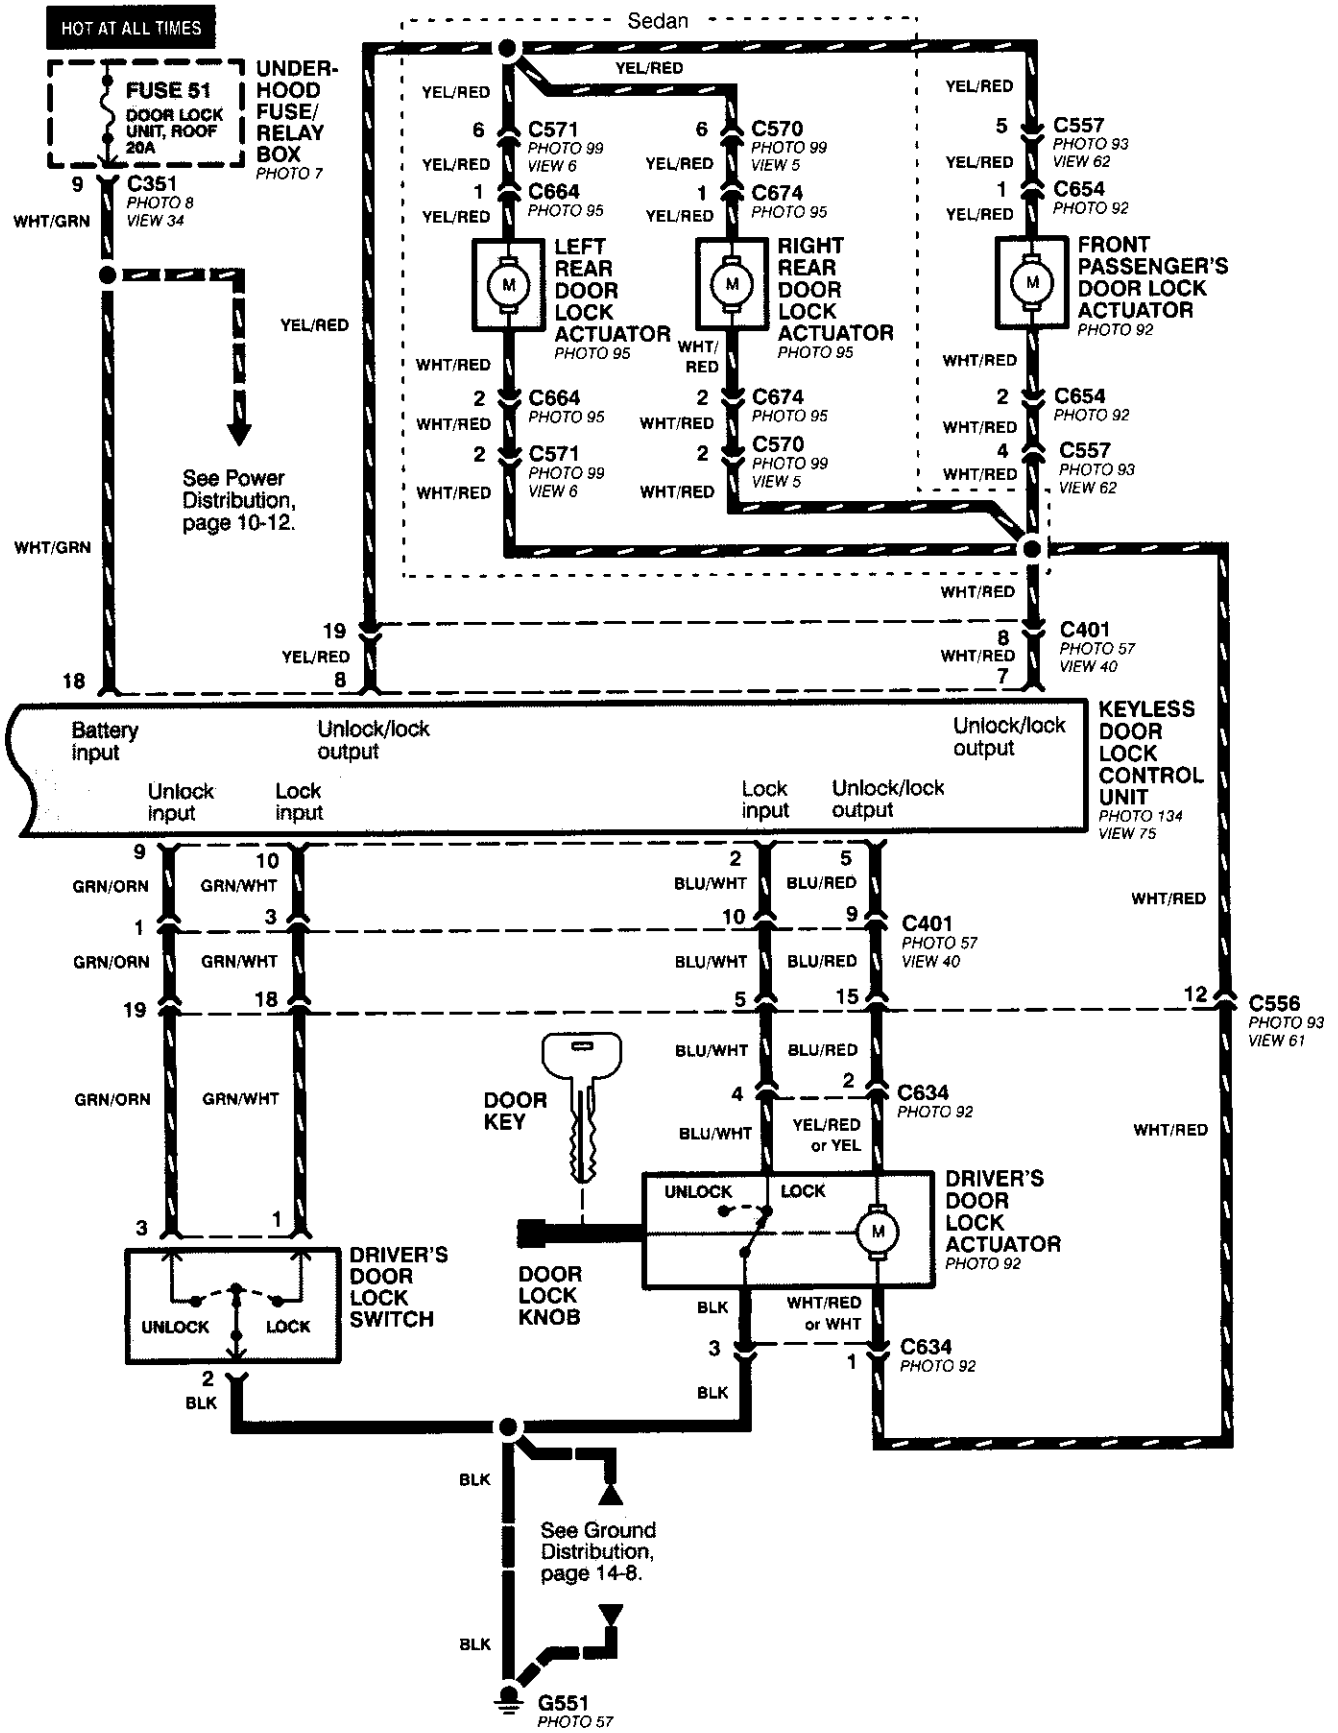 HOT AT ALL TIMES
FUSE 51
DOOR LOCK
UNIT, ROOF
20A
UNDER-
HOOD
FUSE/
RELAY
BOX
PHOTO 7
9
C351
PHOTO 8
VIEW 34
WHT/GRN
See Power
Distribution,
page 10-12.
WHT/GRN
18
Sedan
YEL/RED
YEL/RED
YEL/RED
6
C571
PHOTO 99
VIEW 6
YEL/RED
1
C664
PHOTO 95
YEL/RED
LEFT
REAR
DOOR
LOCK
ACTUATOR
PHOTO 95
M
WHT/RED
2
C664
PHOTO 95
WHT/RED
2
C571
PHOTO 99
VIEW 6
WHT/RED
6
C570
PHOTO 99
VIEW 5
YEL/RED
1
C674
PHOTO 95
YEL/RED
RIGHT
REAR
DOOR
LOCK
ACTUATOR
PHOTO 95
M
WHT/
RED
2
C674
PHOTO 95
WHT/RED
2
C570
PHOTO 99
VIEW 5
WHT/RED
YEL/RED
5
C557
PHOTO 93
VIEW 62
YEL/RED
1
C654
PHOTO 92
YEL/RED
FRONT
PASSENGER'S
DOOR LOCK
ACTUATOR
PHOTO 92
M
WHT/RED
2
C654
PHOTO 92
WHT/RED
4
C557
PHOTO 93
VIEW 62
WHT/RED
WHT/RED
19
8
C401
PHOTO 57
VIEW 40
YEL/RED
WHT/RED
8
7
Battery
input
Unlock/lock
output
Unlock/lock
output
Unlock
input
Lock
input
Lock
input
Unlock/lock
output
KEYLESS
DOOR
LOCK
CONTROL
UNIT
PHOTO 134
VIEW 75
9
10
2
5
GRN/ORN
GRN/WHT
BLU/WHT
BLU/RED
WHT/RED
1
3
10
9
C401
PHOTO 57
VIEW 40
GRN/ORN
GRN/WHT
BLU/WHT
BLU/RED
19
18
5
15
12
C556
PHOTO 93
VIEW 61
BLU/WHT
BLU/RED
GRN/ORN
GRN/WHT
DOOR
KEY
4
2
C634
PHOTO 92
BLU/WHT
YEL/RED
or YEL
WHT/RED
UNLOCK
LOCK
M
DRIVER'S
DOOR
LOCK
ACTUATOR
PHOTO 92
3
1
DRIVER'S
DOOR
LOCK
SWITCH
UNLOCK
LOCK
DOOR
LOCK
KNOB
BLK
WHT/RED
or WHT
3
1
C634
PHOTO 92
2
BLK
BLK
BLK
See Ground
Distribution,
page 14-8.
BLK
G551
PHOTO 57